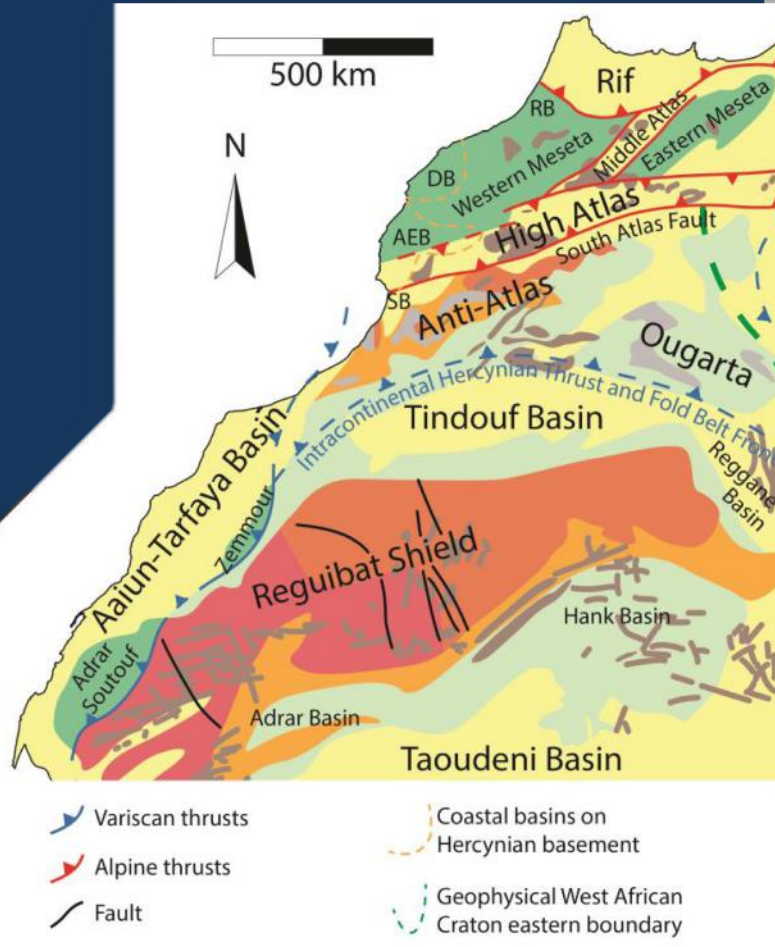 500 km
N
Rif
RB
Middle Atlas
Eastern Meseta
Western Meseta
DB
AEB
High Atlas
South Atlas Fault
SB
Anti-Atlas
Ougarta
Intracontinental Hercynian Thrust and Fold Belt Front
Tindouf Basin
Reggane
Basin
Aaiun-Tarfaya Basin
Zemmour
Reguibat Shield
Hank Basin
Adrar
Soutouf
Adrar Basin
Taoudeni Basin
Variscan thrusts
Alpine thrusts
Fault
Coastal basins on
Hercynian basement
Geophysical West African
Craton eastern boundary